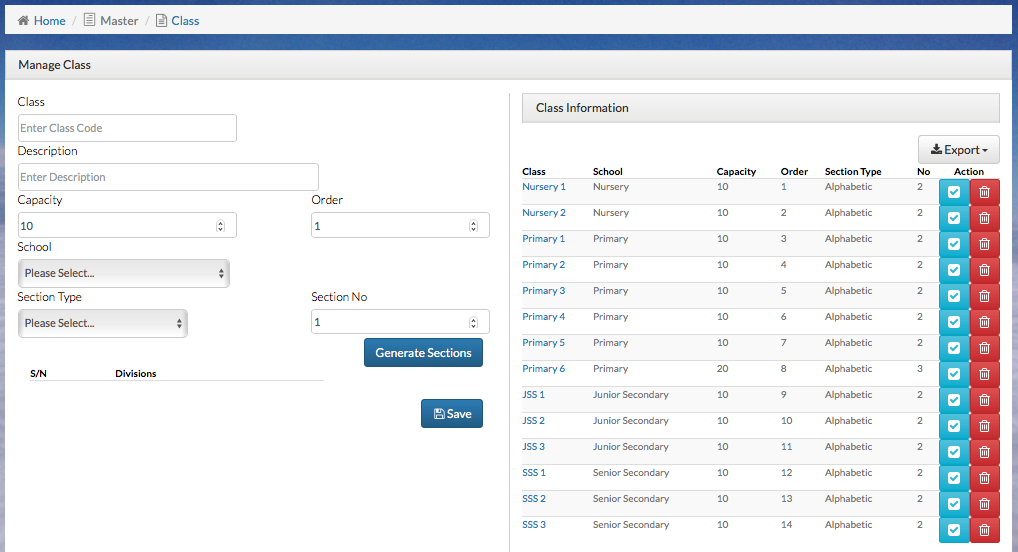 Home / Master / Class
Manage Class
Class
Enter Class Code
Description
Enter Description
Capacity Order
10 1
School
Please Select...
Section Type Section No
Please Select... 1
Generate Sections
S/N Divisions
Save
Class Information
Export
Class School Capacity Order Section Type No Action
Nursery 1 Nursery 10 1 Alphabetic 2
Nursery 2 Nursery 10 2 Alphabetic 2
Primary 1 Primary 10 3 Alphabetic 2
Primary 2 Primary 10 4 Alphabetic 2
Primary 3 Primary 10 5 Alphabetic 2
Primary 4 Primary 10 6 Alphabetic 2
Primary 5 Primary 10 7 Alphabetic 2
Primary 6 Primary 20 8 Alphabetic 3
JSS 1 Junior Secondary 10 9 Alphabetic 2
JSS 2 Junior Secondary 10 10 Alphabetic 2
JSS 3 Junior Secondary 10 11 Alphabetic 2
SSS 1 Senior Secondary 10 12 Alphabetic 2
SSS 2 Senior Secondary 10 13 Alphabetic 2
SSS 3 Senior Secondary 10 14 Alphabetic 2